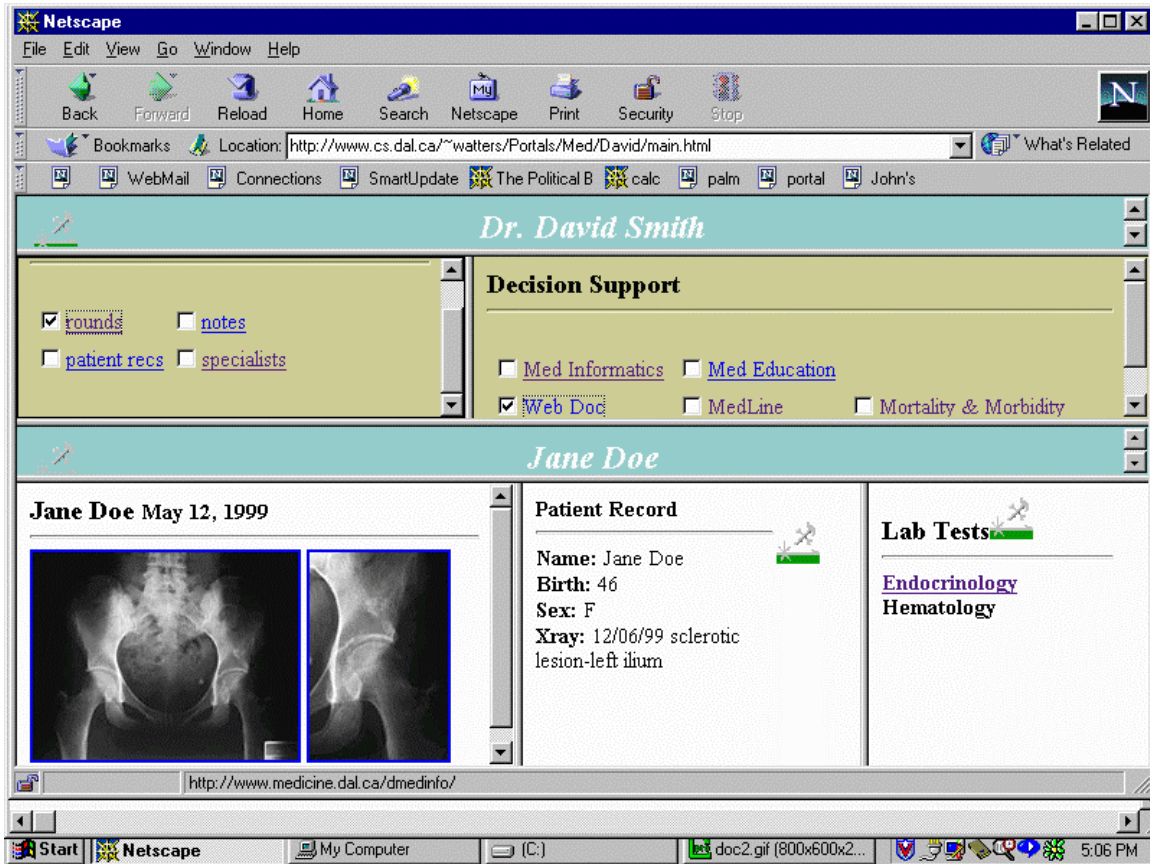 Netscape
File Edit View Go Window Help
Back Forward Reload Home Search Netscape Print Security Stop
My
N
Bookmarks Location: http://www.cs.dal.ca/~watters/Portals/Med/David/main.html What's Related
WebMail Connections SmartUpdate The Political B calc palm portal John's
Dr. David Smith
rounds notes
patient recs specialists
Decision Support
Med Informatics Med Education
Web Doc MedLine Mortality & Morbidity
Jane Doe
Jane Doe May 12, 1999
Patient Record
Name: Jane Doe
Birth: 46
Sex: F
Xray: 12/06/99 sclerotic
lesion-left ilium
Lab Tests
Endocrinology
Hematology
http://www.medicine.dal.ca/dmedinfo/
Start Netscape My Computer (C:) doc2.gif (800x600x2... 5:06 PM